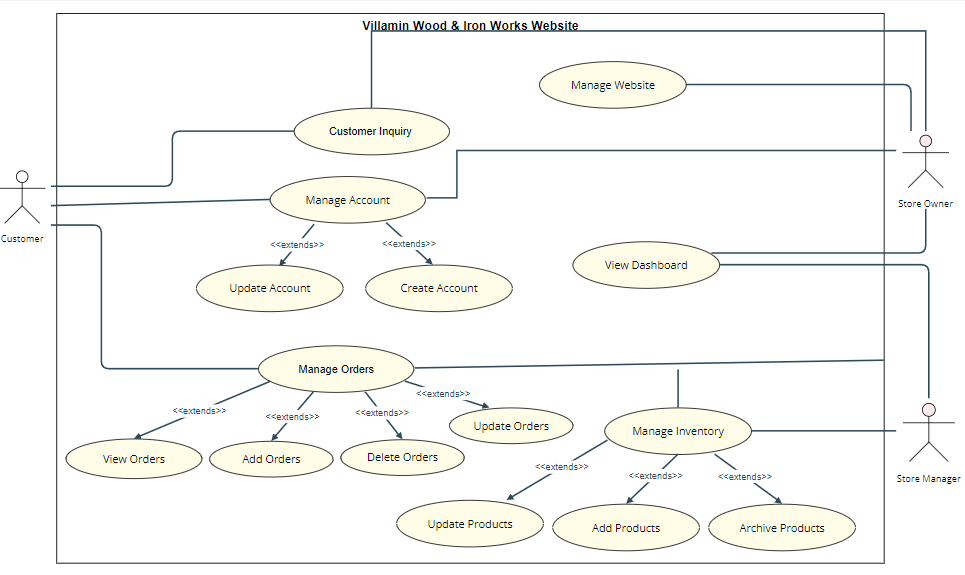 Villamin Wood & Iron Works Website
Manage Website
Customer Inquiry
Manage Account
Store Owner
Customer
<<extends>>
<<extends>>
View Dashboard
Update Account
Create Account
Manage Orders
<<extends>>
<<extends>>
<<extends>>
<<extends>>
Update Orders
Manage Inventory
View Orders
Add Orders
Delete Orders
Store Manager
<<extends>>
<<extends>>
<<extends>>
Update Products
Add Products
Archive Products